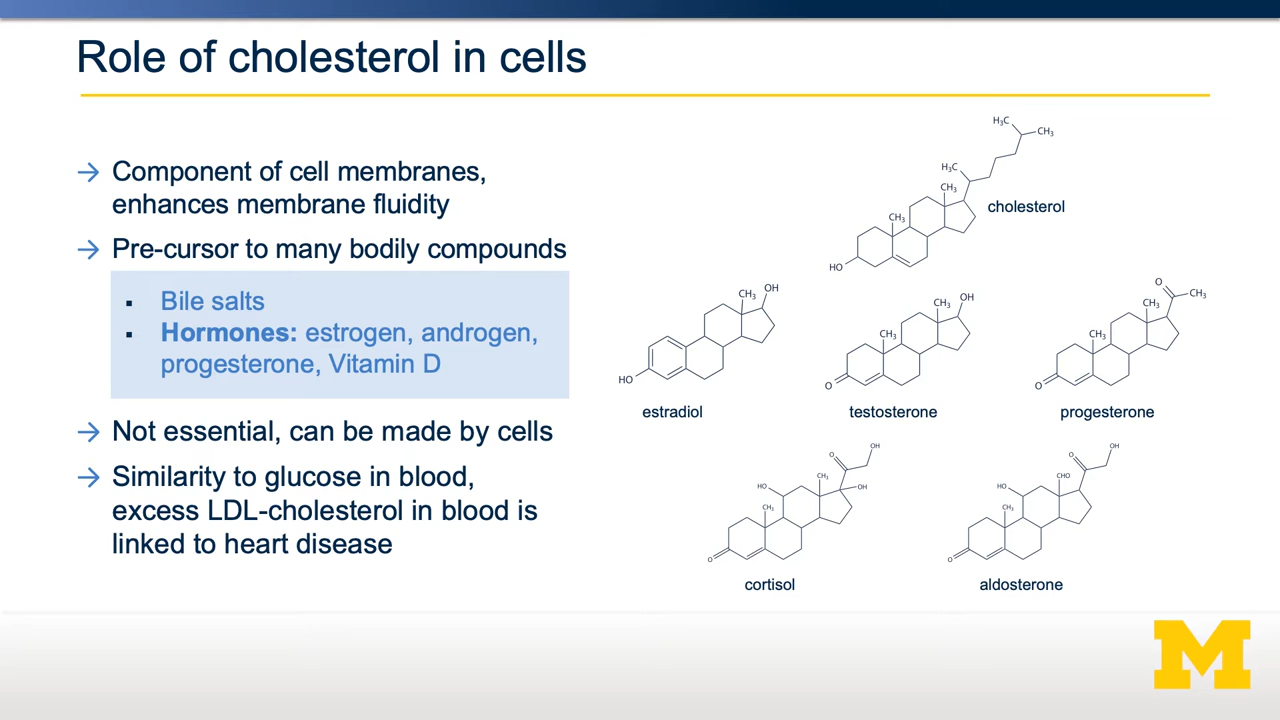 Role of cholesterol in cells
→ Component of cell membranes,
enhances membrane fluidity
→ Pre-cursor to many bodily compounds
▪ Bile salts
▪ Hormones: estrogen, androgen,
progesterone, Vitamin D
→ Not essential, can be made by cells
→ Similarity to glucose in blood,
excess LDL-cholesterol in blood is
linked to heart disease
H₃C
CH₃
H₃C
CH₃
CH₃
HO
cholesterol
CH₃
OH
HO
estradiol
OH
CH₃
CH₃
O
testosterone
O
CH₃
CH₃
CH₃
O
progesterone
OH
O
CH₃
HO
OH
CH₃
O
cortisol
OH
O
CHO
HO
CH₃
O
aldosterone
M